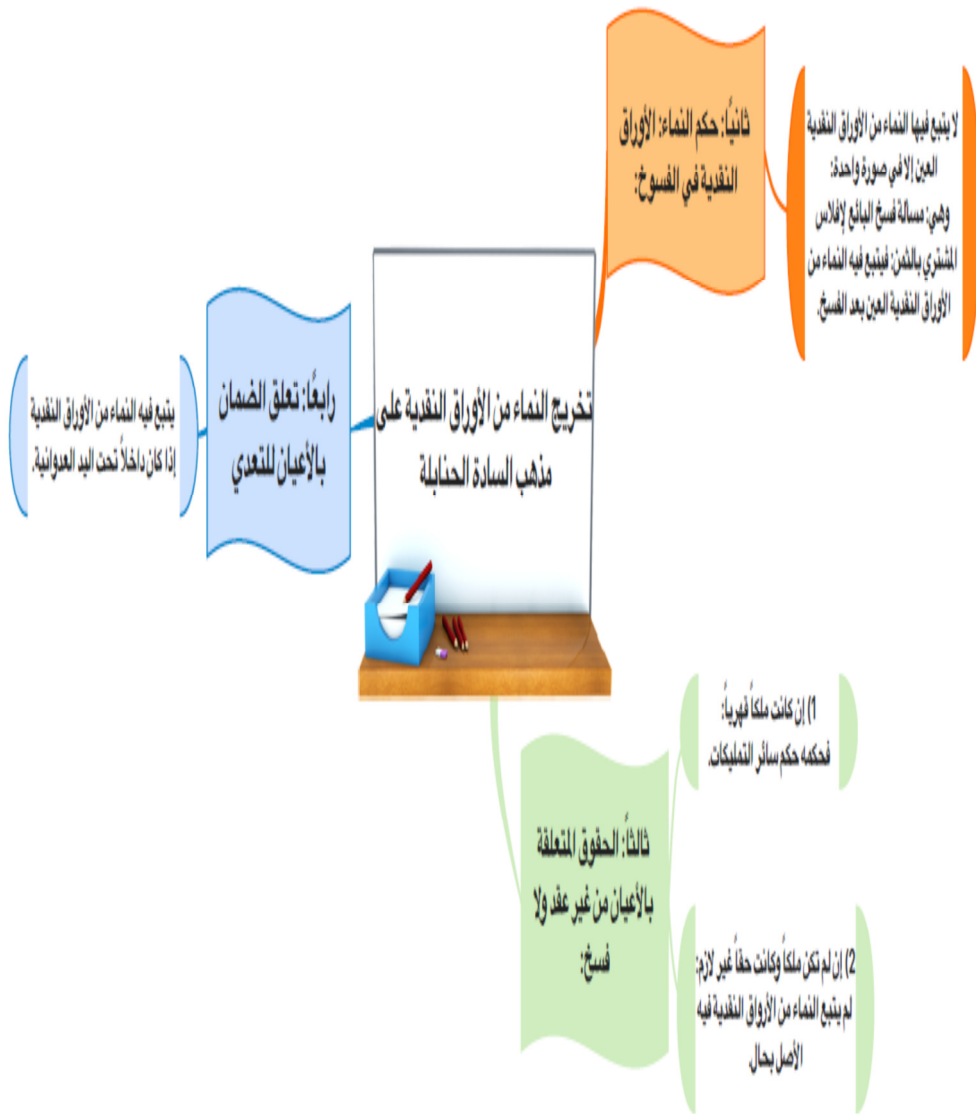 تخريج النماء من الأوراق النقدية على
مذهب السادة الحنابلة
ثانيًا: حكم النماء: الأوراق
النقدية في الفسوخ:
لا يتبع فيها النماء من الأوراق النقدية
العين إلا في صورة واحدة:
وهي: مسألة فسخ البائع لإفلاس
المشتري بالثمن: فيتبع فيه النماء من
الأوراق النقدية العين بعد الفسخ.
ثالثاً: الحقوق المتعلقة
بالأعيان من غير عقد ولا
فسخ:
1) إن كانت ملكاً قهرياً:
فحكمه حكم سائر التمليكات.
2) إن لم تكن ملكاً وكانت حقاً غير لازم:
لم يتبع النماء من الأرواق النقدية فيه
الأصل بحال.
رابعًا: تعلق الضمان
بالأعيان للتعدي
يتبع فيه النماء من الأوراق النقدية
إذا كان داخلاً تحت اليد العدوانية.